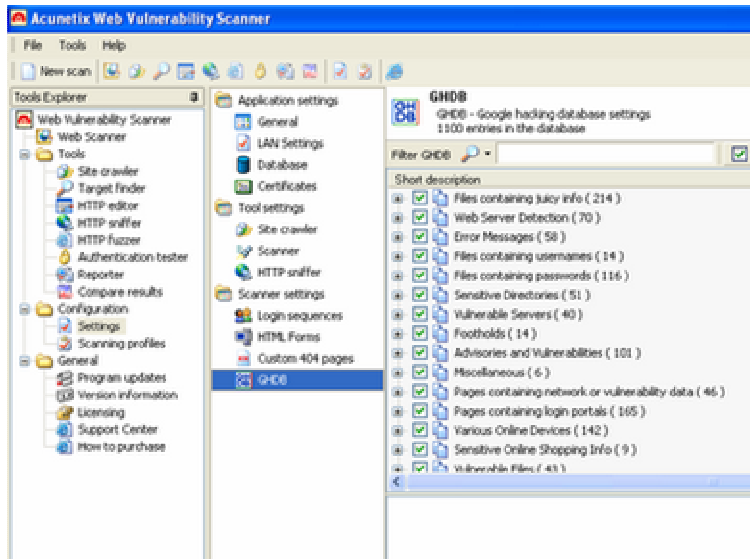 Acunetix Web Vulnerability Scanner
File Tools Help
New scan
Tools Explorer
Web Vulnerability Scanner
Web Scanner
Tools
Site crawler
Target finder
HTTP editor
HTTP sniffer
HTTP fuzzer
Authentication tester
Reporter
Compare results
Configuration
Settings
Scanning profiles
General
Program updates
Version information
Licensing
Support Center
How to purchase
Application settings
General
LAN Settings
Database
Certificates
Tool settings
Site crawler
Scanner
HTTP sniffer
Scanner settings
Login sequences
HTML Forms
Custom 404 pages
GHDB
GHDB
GHDB - Google hacking database settings
1100 entries in the database
Filter GHDB
Short description
Files containing juicy info ( 214 )
Web Server Detection ( 70 )
Error Messages ( 58 )
Files containing usernames ( 14 )
Files containing passwords ( 116 )
Sensitive Directories ( 51 )
Vulnerable Servers ( 40 )
Footholds ( 14 )
Advisories and Vulnerabilities ( 101 )
Miscellaneous ( 6 )
Pages containing network or vulnerability data ( 46 )
Pages containing login portals ( 165 )
Various Online Devices ( 142 )
Sensitive Online Shopping Info ( 9 )
Vulnerable Files ( 43 )